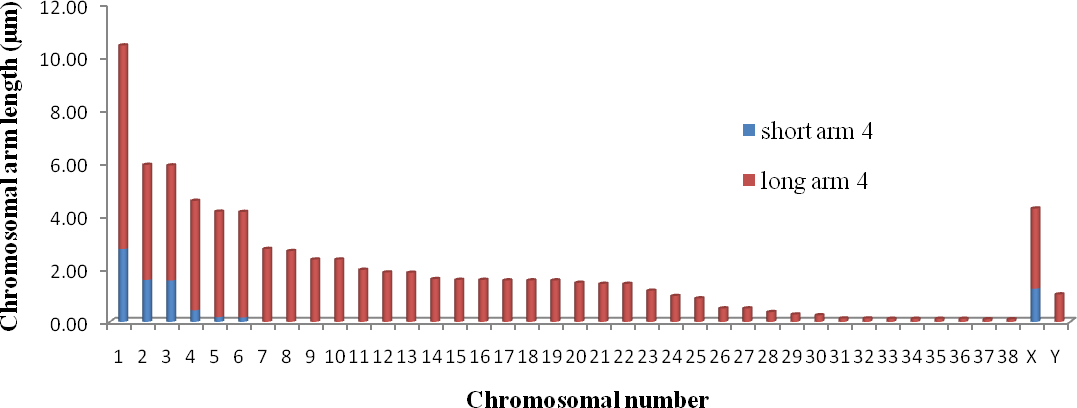 Chromosomal arm length (µm)
12.00
10.00
8.00
6.00
4.00
2.00
0.00
short arm 4
long arm 4
1 2 3 4 5 6 7 8 9 10 11 12 13 14 15 16 17 18 19 20 21 22 23 24 25 26 27 28 29 30 31 32 33 34 35 36 37 38 X Y
Chromosomal number